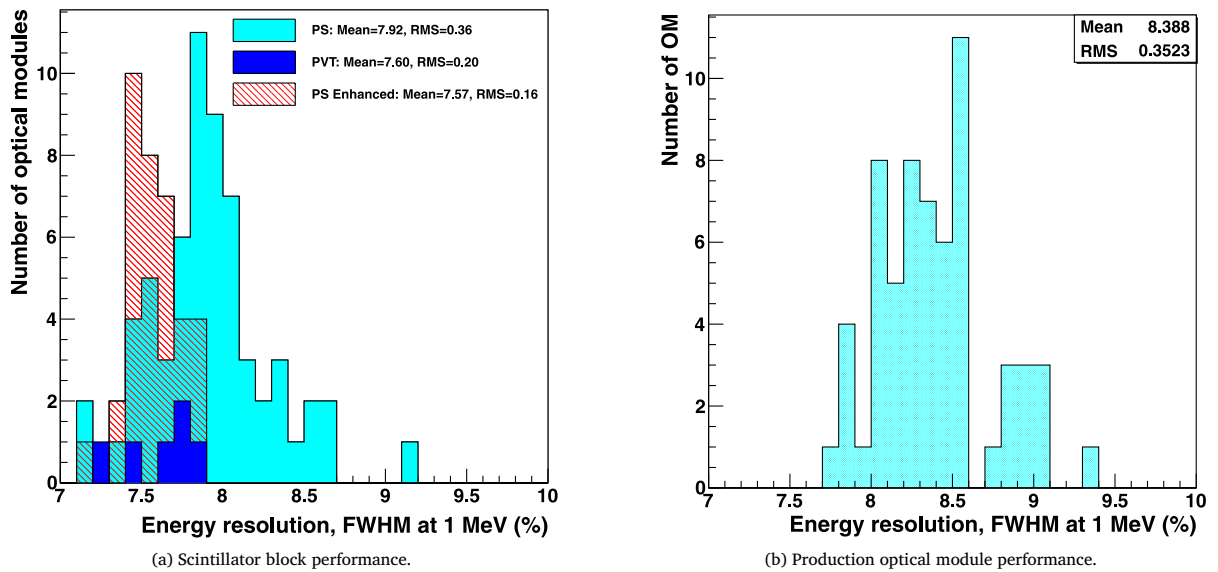 Number of optical modules
10
8
6
4
2
0
7
7.5
8
8.5
9
9.5
10
PS: Mean=7.92, RMS=0.36
PVT: Mean=7.60, RMS=0.20
PS Enhanced: Mean=7.57, RMS=0.16
Energy resolution, FWHM at 1 MeV (%)
(a) Scintillator block performance.
Number of OM
10
8
6
4
2
0
7
7.5
8
8.5
9
9.5
10
Mean 8.388
RMS 0.3523
Energy resolution, FWHM at 1 MeV (%)
(b) Production optical module performance.